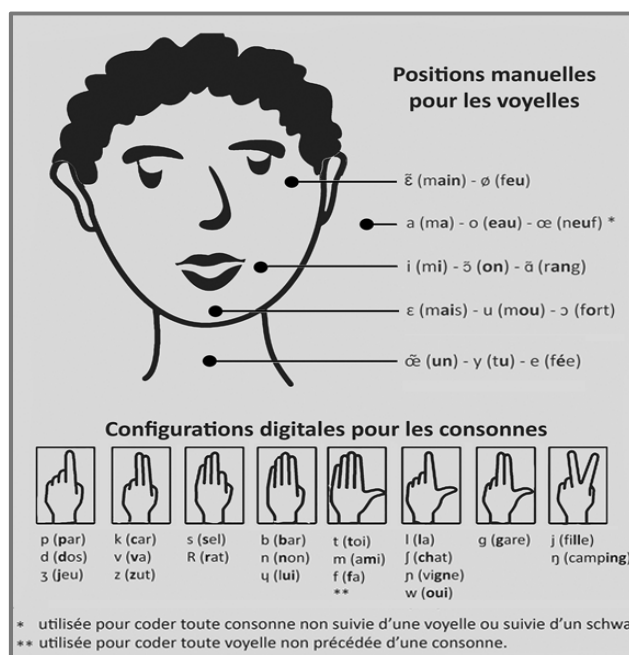 Positions manuelles
pour les voyelles
ɛ̃ (main) - ø (feu)
a (ma) - o (eau) - œ (neuf) *
i (mi) - ɔ̃ (on) - ɑ̃ (rang)
ɛ (mais) - u (mou) - ɔ (fort)
œ̃ (un) - y (tu) - e (fée)
Configurations digitales pour les consonnes
p (par) k (car) s (sel) b (bar) t (toi) l (la) g (gare) j (fille)
d (dos) v (va) R (rat) n (non) m (ami) ʃ (chat) ŋ (camping)
ʒ (jeu) z (zut) ɥ (lui) f (fa) ɲ (vigne)
** w (oui)
* utilisée pour coder toute consonne non suivie d'une voyelle ou suivie d'un schwa
** utilisée pour coder toute voyelle non précédée d'une consonne.